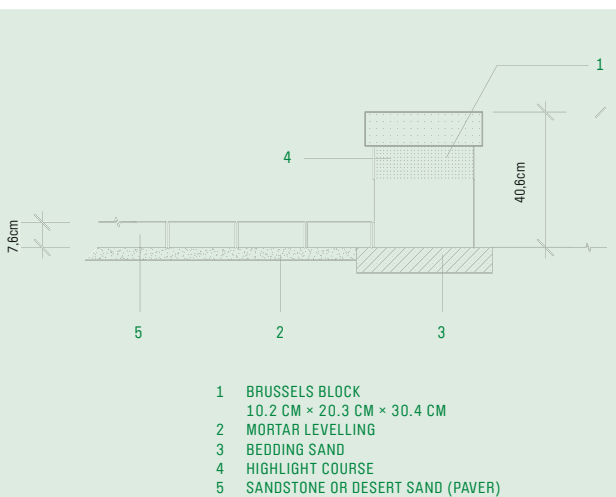 1
4
40,6cm
7,6cm
5 2 3
1 BRUSSELS BLOCK
10.2 CM × 20.3 CM × 30.4 CM
2 MORTAR LEVELLING
3 BEDDING SAND
4 HIGHLIGHT COURSE
5 SANDSTONE OR DESERT SAND (PAVER)